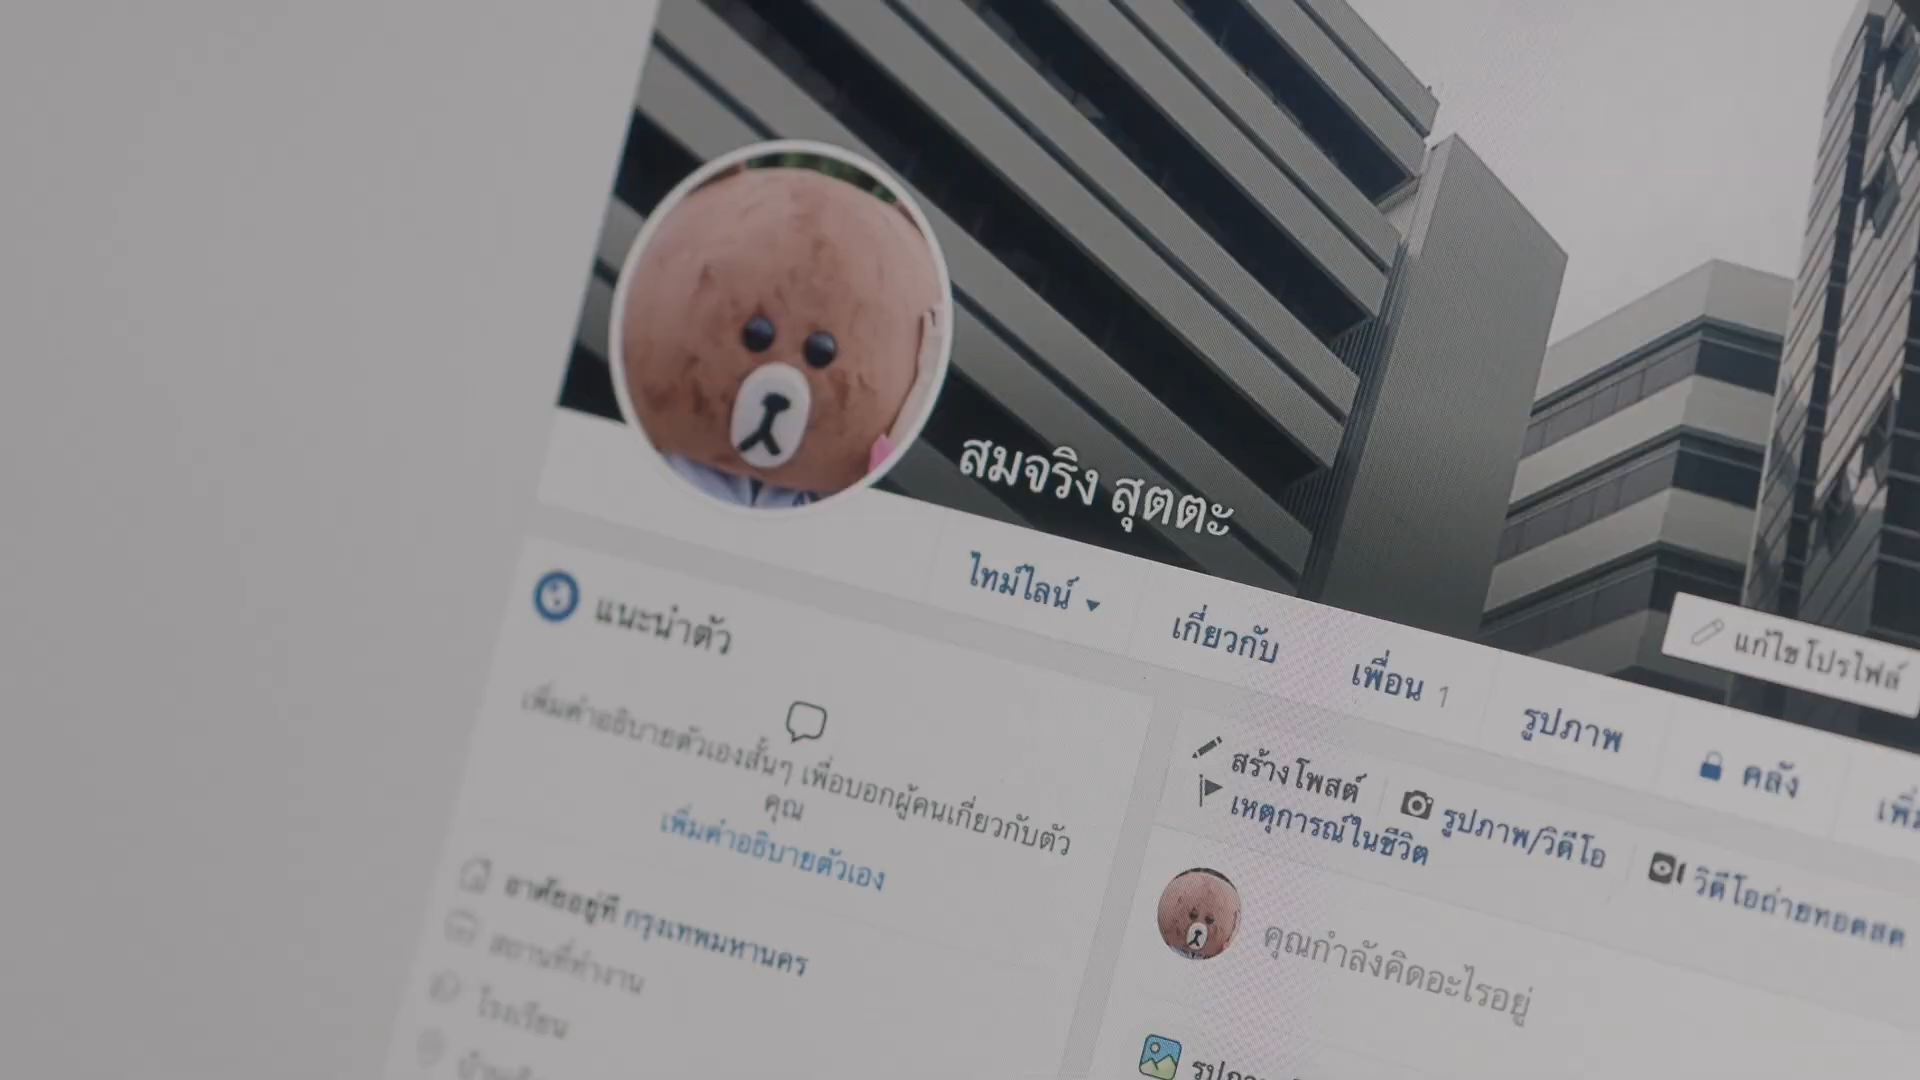 สมจริง สุตตะ
ไทม์ไลน์
เกี่ยวกับ
เพื่อน 1
รูปภาพ
คลัง
แก้ไขโปรไฟล์
แนะนำตัว
เพิ่มคำอธิบายตัวเองสั้นๆ เพื่อบอกผู้คนเกี่ยวกับตัว
คุณ
เพิ่มคำอธิบายตัวเอง
อาศัยอยู่ที่ กรุงเทพมหานคร
สถานที่ทำงาน
โรงเรียน
สร้างโพสต์
รูปภาพ/วิดีโอ
วิดีโอถ่ายทอดสด
เหตุการณ์ในชีวิต
คุณกำลังคิดอะไรอยู่